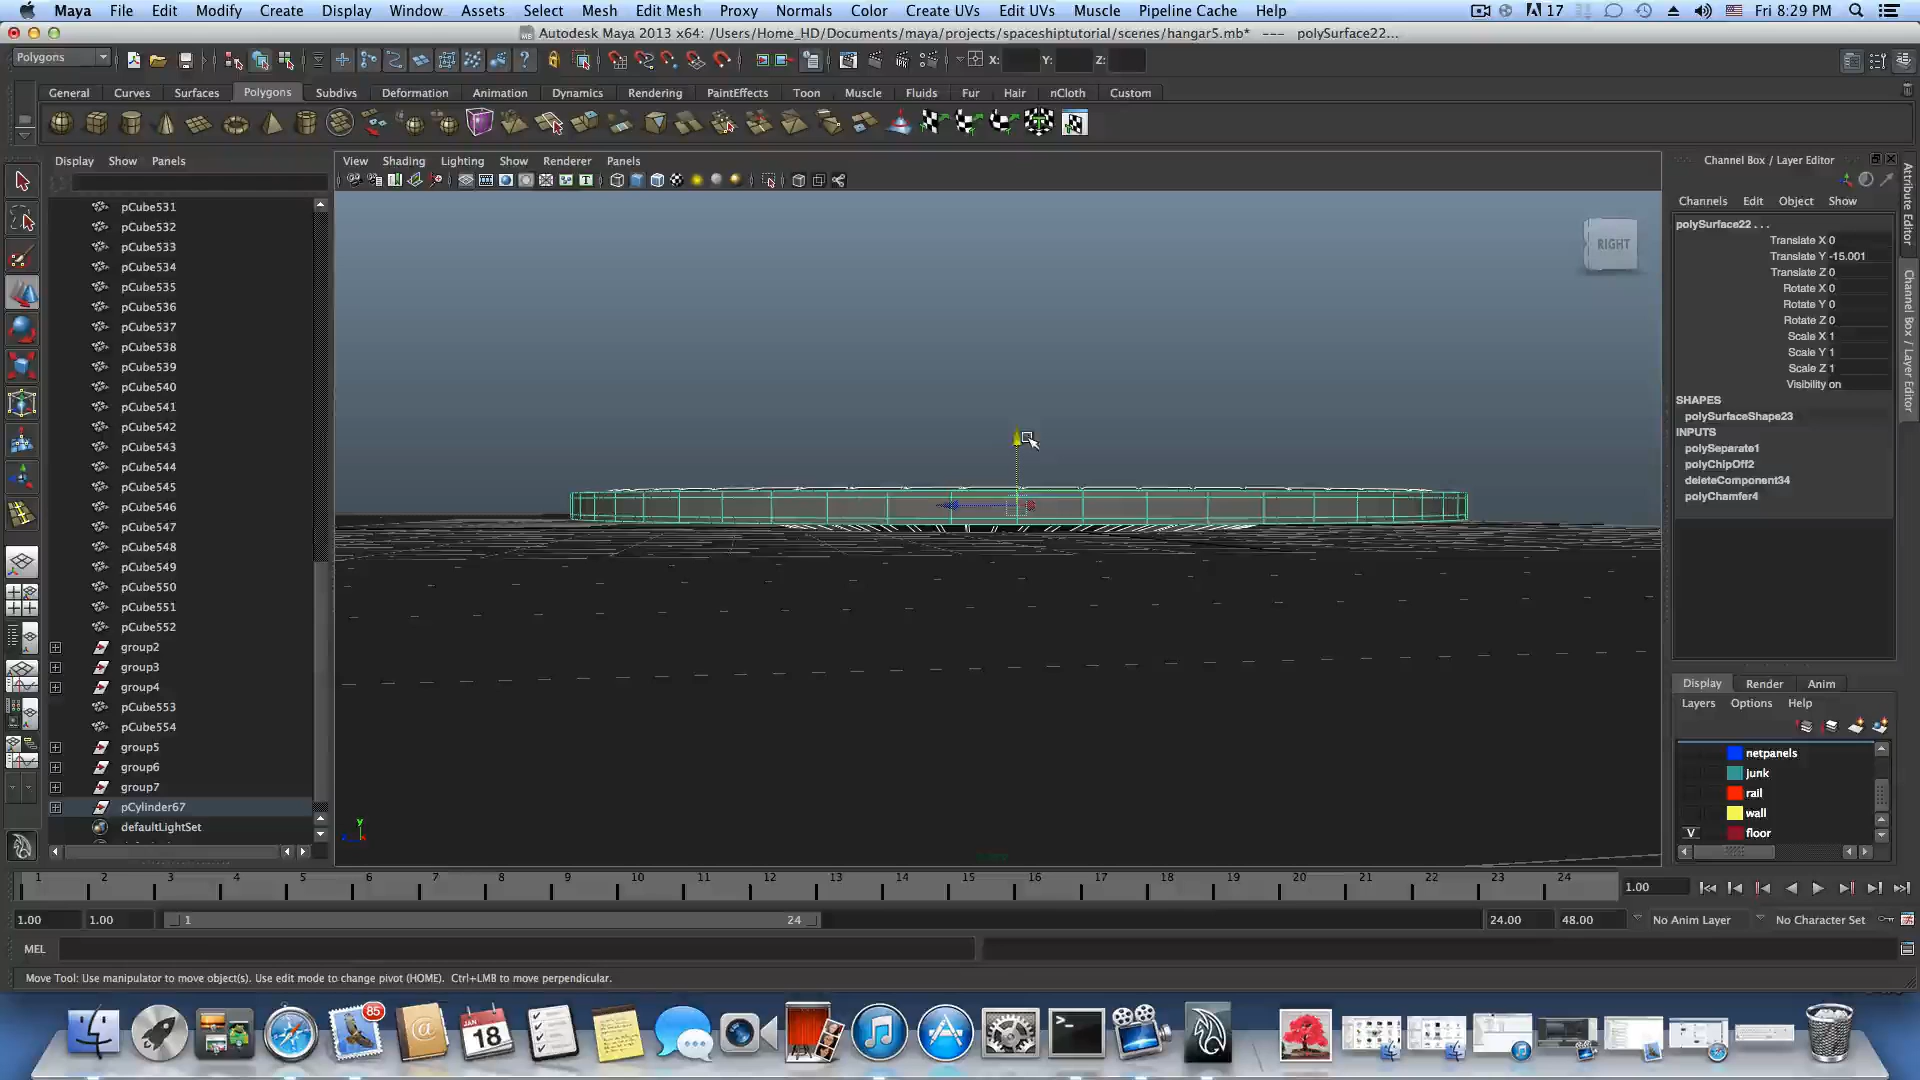 Maya File Edit Modify Create Display Window Assets Select Mesh Edit Mesh Proxy Normals Color Create UVs Edit UVs Muscle Pipeline Cache Help 17 Fri 8:29 PM
Autodesk Maya 2013 x64: /Users/Home_HD/Documents/maya/projects/spaceshiptutorial/scenes/hangar5.mb* --- polySurface22...
Polygons X: Y: Z:
General Curves Surfaces Polygons Subdivs Deformation Animation Dynamics Rendering PaintEffects Toon Muscle Fluids Fur Hair nCloth Custom
Display Show Panels
View Shading Lighting Show Renderer Panels
Channel Box / Layer Editor
Channels Edit Object Show
pCube531
pCube532
pCube533
pCube534
pCube535
pCube536
pCube537
pCube538
pCube539
pCube540
pCube541
pCube542
pCube543
pCube544
pCube545
pCube546
pCube547
pCube548
pCube549
pCube550
pCube551
pCube552
group2
group3
group4
pCube553
pCube554
group5
group6
group7
pCylinder67
defaultLightSet
RIGHT
y
polySurface22 . . .
Translate X 0
Translate Y -15.001
Translate Z 0
Rotate X 0
Rotate Y 0
Rotate Z 0
Scale X 1
Scale Y 1
Scale Z 1
Visibility on
SHAPES
polySurfaceShape23
INPUTS
polySeparate1
polyChipOff2
deleteComponent34
polyChamfer4
Attribute Editor
Channel Box / Layer Editor
Display Render Anim
Layers Options Help
netpanels
junk
rail
wall
V floor
1 2 3 4 5 6 7 8 9 10 11 12 13 14 15 16 17 18 19 20 21 22 23 24 1.00
1.00 1.00 1 24 24.00 48.00 No Anim Layer No Character Set
MEL
Move Tool: Use manipulator to move object(s). Use edit mode to change pivot (HOME). Ctrl+LMB to move perpendicular.
85
JAN
18